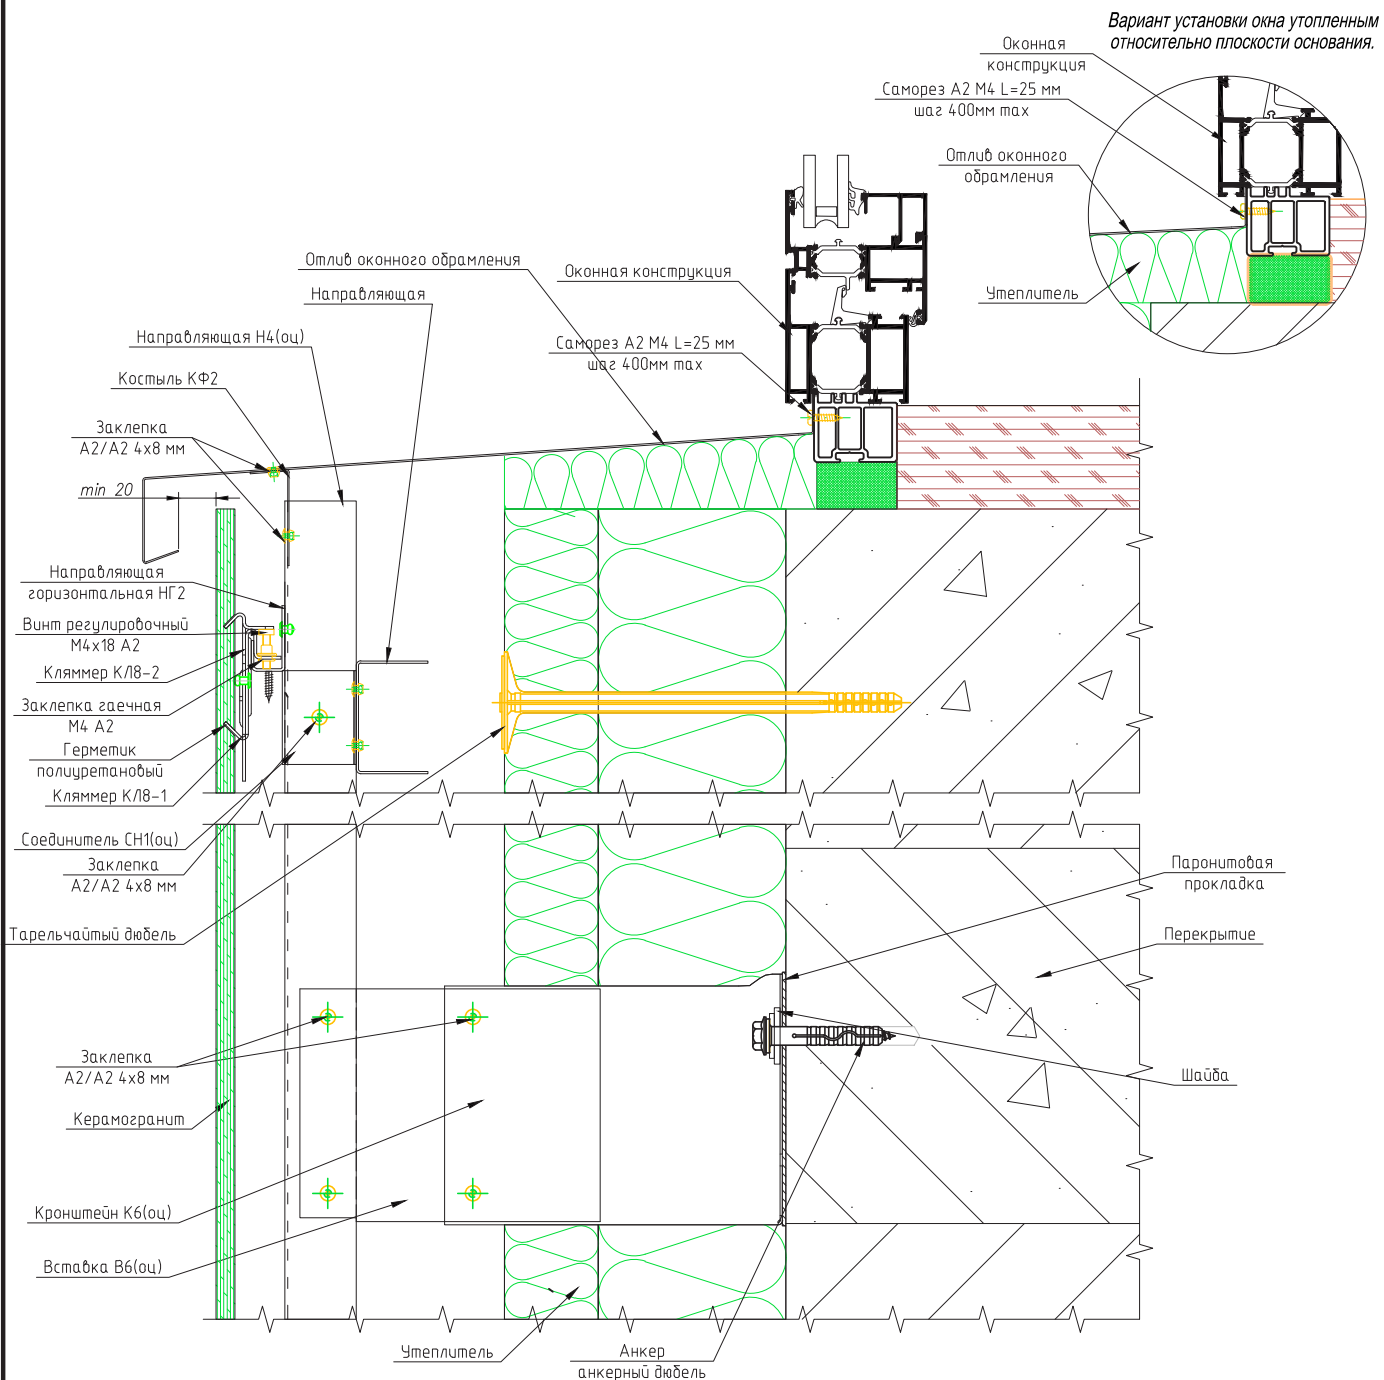 Вариант установки окна утопленным
относительно плоскости основания.
Оконная
конструкция
Саморез А2 М4 L=25 мм
шаг 400мм max
Отлив оконного
обрамления
Утеплитель
Отлив оконного обрамления
Оконная конструкция
Направляющая
Направляющая Н4(оц)
Саморез А2 М4 L=25 мм
шаг 400мм max
Костыль КФ2
Заклепка
А2/А2 4х8 мм
min 20
Направляющая
горизонтальная НГ2
Винт регулировочный
М4х18 А2
Кляммер КЛ8-2
Заклепка гаечная
М4 А2
Герметик
полиуретановый
Кляммер КЛ8-1
Соединитель СН1(оц)
Заклепка
А2/А2 4х8 мм
Паронитовая
прокладка
Тарельчайтый дюбель
Перекрытие
Заклепка
А2/А2 4х8 мм
Шайба
Керамогранит
Кронштейн К6(оц)
Вставка В6(оц)
Утеплитель
Анкер
анкерный дюбель